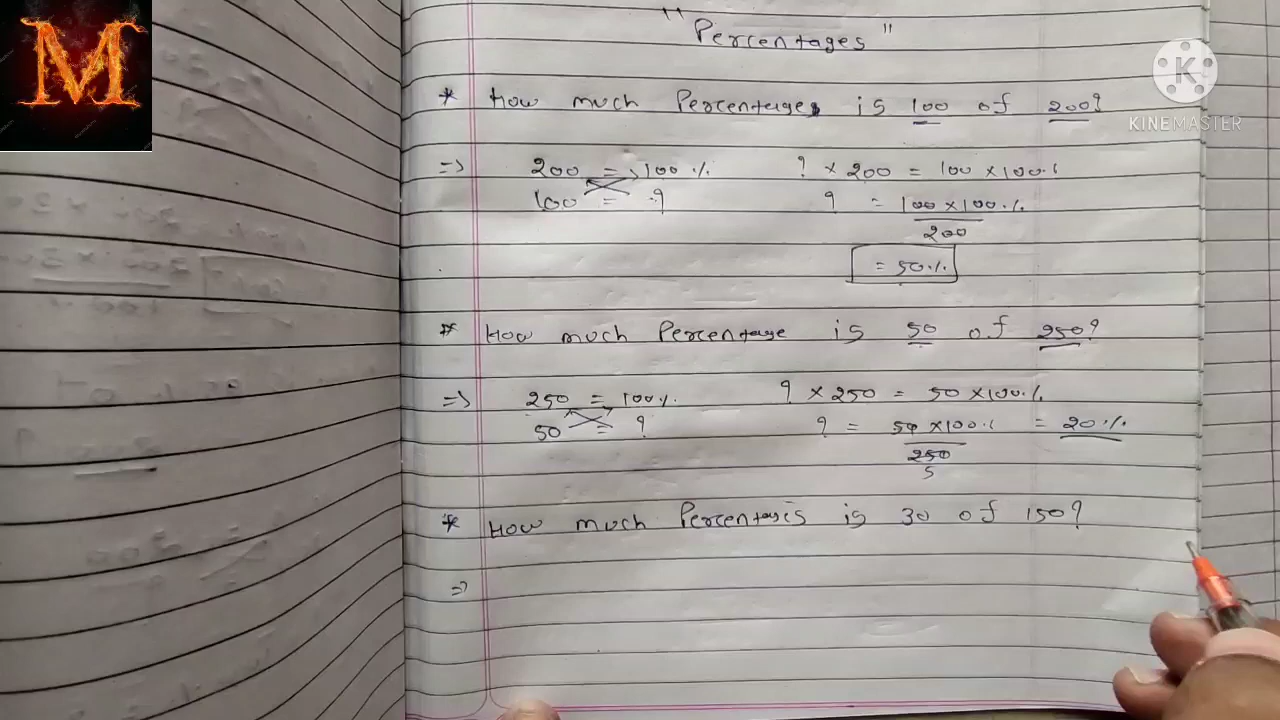 M
"Percentages"
KINEMASTER
* How much Percentages is 100 of 200?
=> 200 = 100% ? × 200 = 100 × 100%
100 = ? ? = 100 × 100%
200
= 50%
* How much Percentage is 50 of 250?
=> 250 = 100% ? × 250 = 50 × 100%
50 = ? ? = 50 × 100% = 20%
250
5
* How much Percentages is 30 of 150?
=>